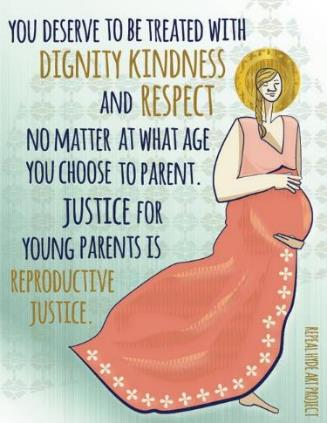 YOU DESERVE TO BE TREATED WITH
DIGNITY KINDNESS
AND RESPECT
NO MATTER AT WHAT AGE
YOU CHOOSE TO PARENT.
JUSTICE FOR
YOUNG PARENTS IS
REPRODUCTIVE
JUSTICE.
REPEAL HYDE ART PROJECT